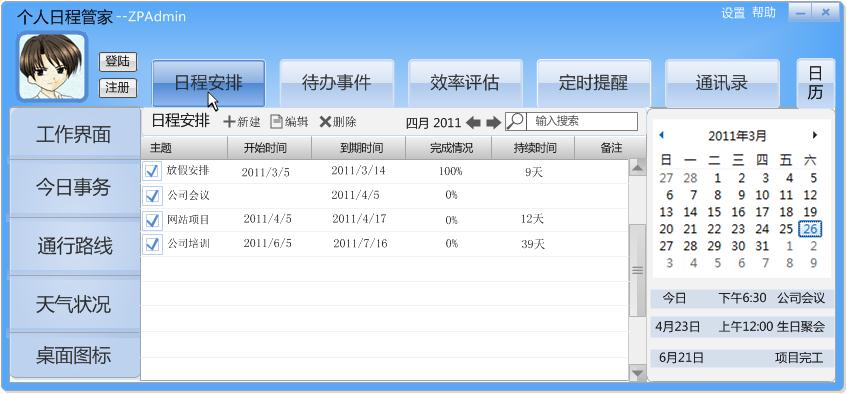 个人日程管家--ZPAdmin
设置 帮助
登陆
注册
日程安排 待办事件 效率评估 定时提醒 通讯录 日历
工作界面
今日事务
通行路线
天气状况
桌面图标
日程安排 新建 编辑 删除 四月 2011 输入搜索
主题 开始时间 到期时间 完成情况 持续时间 备注
放假安排 2011/3/5 2011/3/14 100% 9天
公司会议 2011/4/5 0%
网站项目 2011/4/5 2011/4/17 0% 12天
公司培训 2011/6/5 2011/7/16 0% 39天
2011年3月
日 一 二 三 四 五 六
27 28 1 2 3 4 5
6 7 8 9 10 11 12
13 14 15 16 17 18 19
20 21 22 23 24 25 26
27 28 29 30 31 1 2
3 4 5 6 7 8 9
今日 下午6:30 公司会议
4月23日 上午12:00 生日聚会
6月21日 项目完工